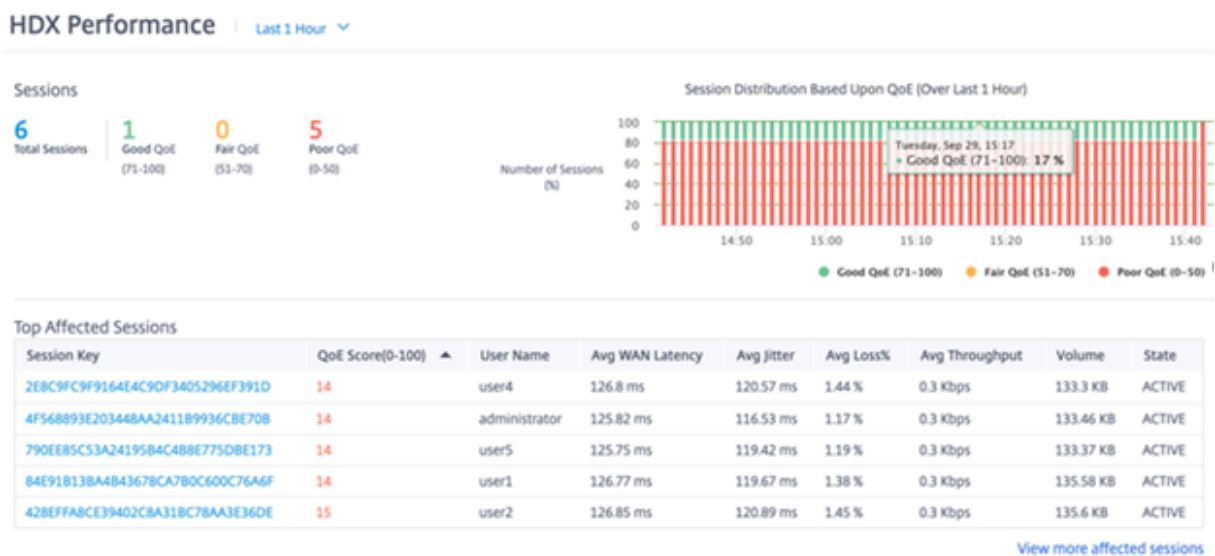 HDX Performance Last 1 Hour
Sessions
6 1 0 5
Total Sessions Good QoE Fair QoE Poor QoE
(71-100) (51-70) (0-50)
Session Distribution Based Upon QoE (Over Last 1 Hour)
Number of Sessions
(%)
100
80
60
40
20
0
Tuesday, Sep 29, 15:17
Good QoE (71-100): 17 %
14:50 15:00 15:10 15:20 15:30 15:40
Good QoE (71-100) Fair QoE (51-70) Poor QoE (0-50)
Top Affected Sessions
Session Key QoE Score(0-100) User Name Avg WAN Latency Avg Jitter Avg Loss% Avg Throughput Volume State
2E8C9FC9F9164E4C9DF3405296EF391D 14 user4 126.8 ms 120.57 ms 1.44 % 0.3 Kbps 133.3 KB ACTIVE
4F568893E203448AA2411B9936CBE70B 14 administrator 125.82 ms 116.53 ms 1.17 % 0.3 Kbps 133.46 KB ACTIVE
790EE85C53A24195B4C4B8E775DBE173 14 user5 125.75 ms 119.42 ms 1.19 % 0.3 Kbps 133.37 KB ACTIVE
84E91B13BA4B43678CA7B0C600C76A6F 14 user1 126.77 ms 119.67 ms 1.38 % 0.3 Kbps 135.58 KB ACTIVE
428EFFA8CE39402C8A31BC78AA3E36DE 15 user2 126.85 ms 120.89 ms 1.45 % 0.3 Kbps 135.6 KB ACTIVE
View more affected sessions